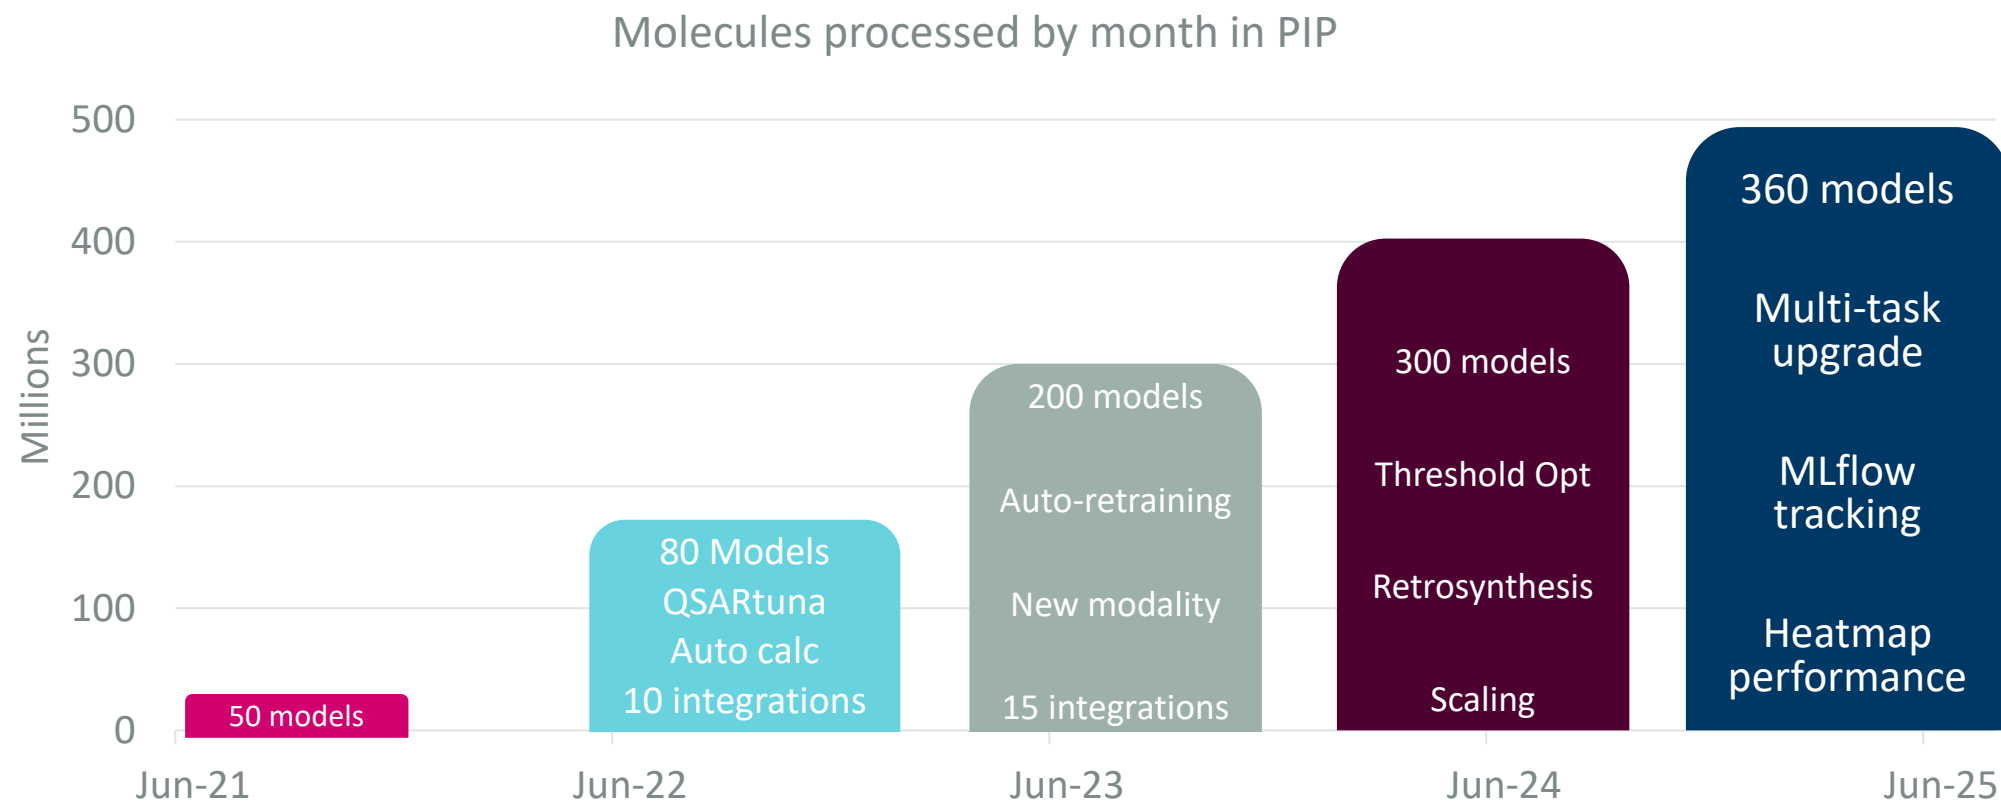 Molecules processed by month in PIP
Millions
500
400
300
200
100
0
50 models
80 Models
QSARtuna
Auto calc
10 integrations
200 models
Auto-retraining
New modality
15 integrations
300 models
Threshold Opt
Retrosynthesis
Scaling
360 models
Multi-task
upgrade
MLflow
tracking
Heatmap
performance
Jun-21
Jun-22
Jun-23
Jun-24
Jun-25